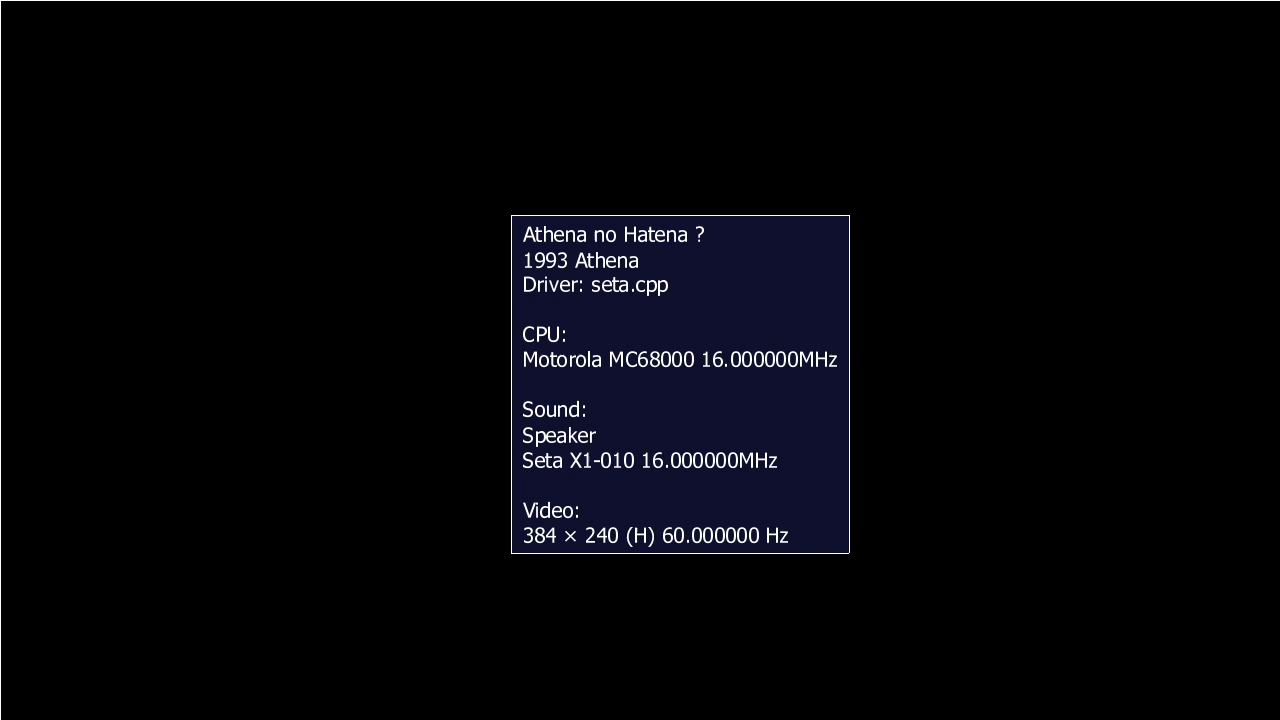 Athena no Hatena ?
1993 Athena
Driver: seta.cpp
CPU:
Motorola MC68000 16.000000MHz
Sound:
Speaker
Seta X1-010 16.000000MHz
Video:
384 × 240 (H) 60.000000 Hz